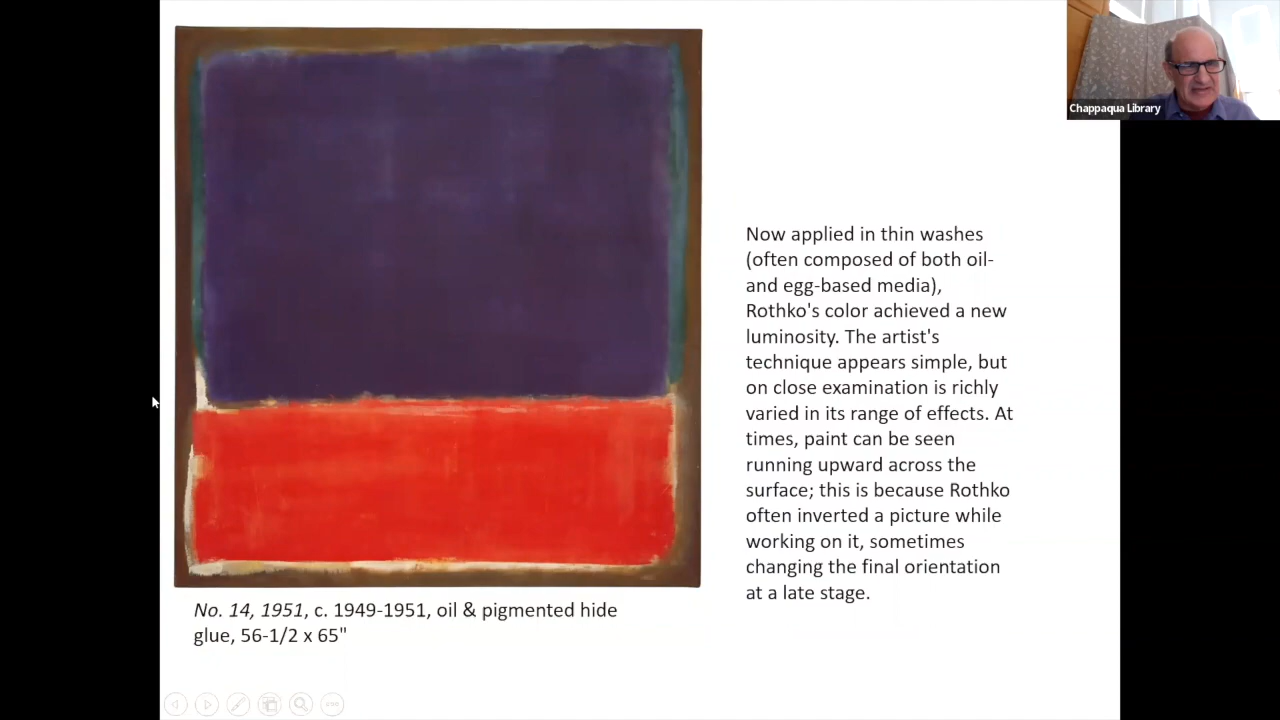 Chappaqua Library
Now applied in thin washes
(often composed of both oil-
and egg-based media),
Rothko's color achieved a new
luminosity. The artist's
technique appears simple, but
on close examination is richly
varied in its range of effects. At
times, paint can be seen
running upward across the
surface; this is because Rothko
often inverted a picture while
working on it, sometimes
changing the final orientation
at a late stage.
No. 14, 1951, c. 1949-1951, oil & pigmented hide
glue, 56-1/2 x 65"